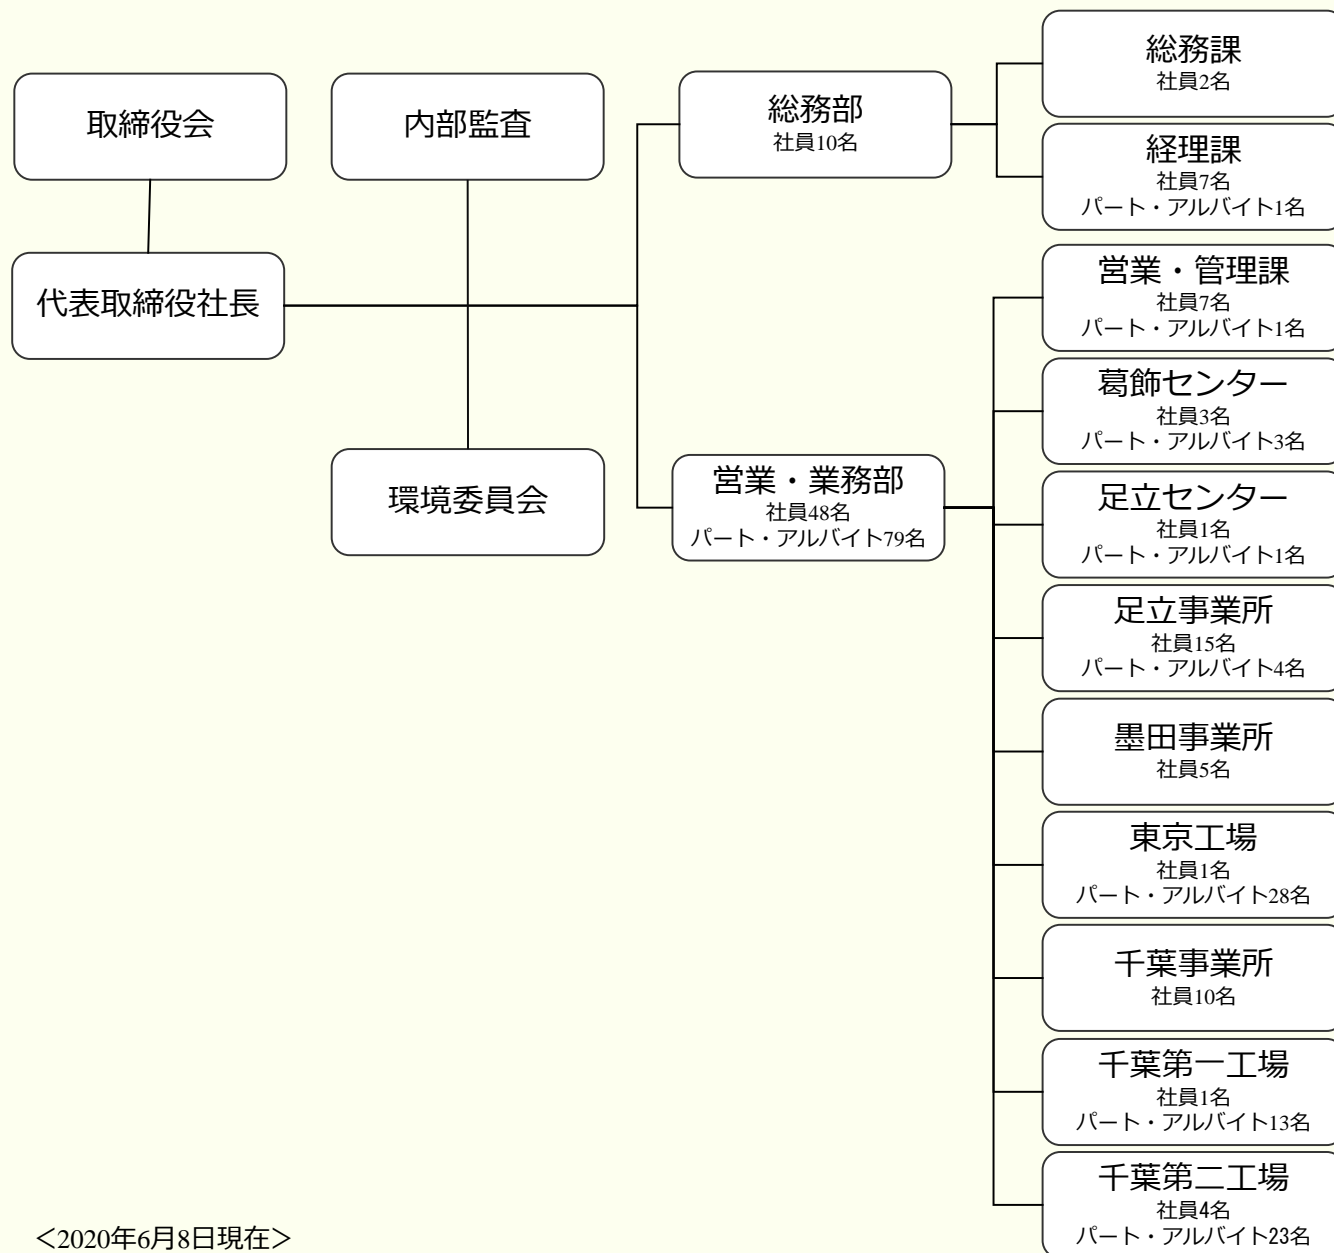 取締役会
代表取締役社長
内部監査
環境委員会
総務部
社員10名
営業・業務部
社員48名
パート・アルバイト79名
総務課
社員2名
経理課
社員7名
パート・アルバイト1名
営業・管理課
社員7名
パート・アルバイト1名
葛飾センター
社員3名
パート・アルバイト3名
足立センター
社員1名
パート・アルバイト1名
足立事業所
社員15名
パート・アルバイト4名
墨田事業所
社員5名
東京工場
社員1名
パート・アルバイト28名
千葉事業所
社員10名
千葉第一工場
社員1名
パート・アルバイト13名
千葉第二工場
社員4名
パート・アルバイト23名
＜2020年6月8日現在＞